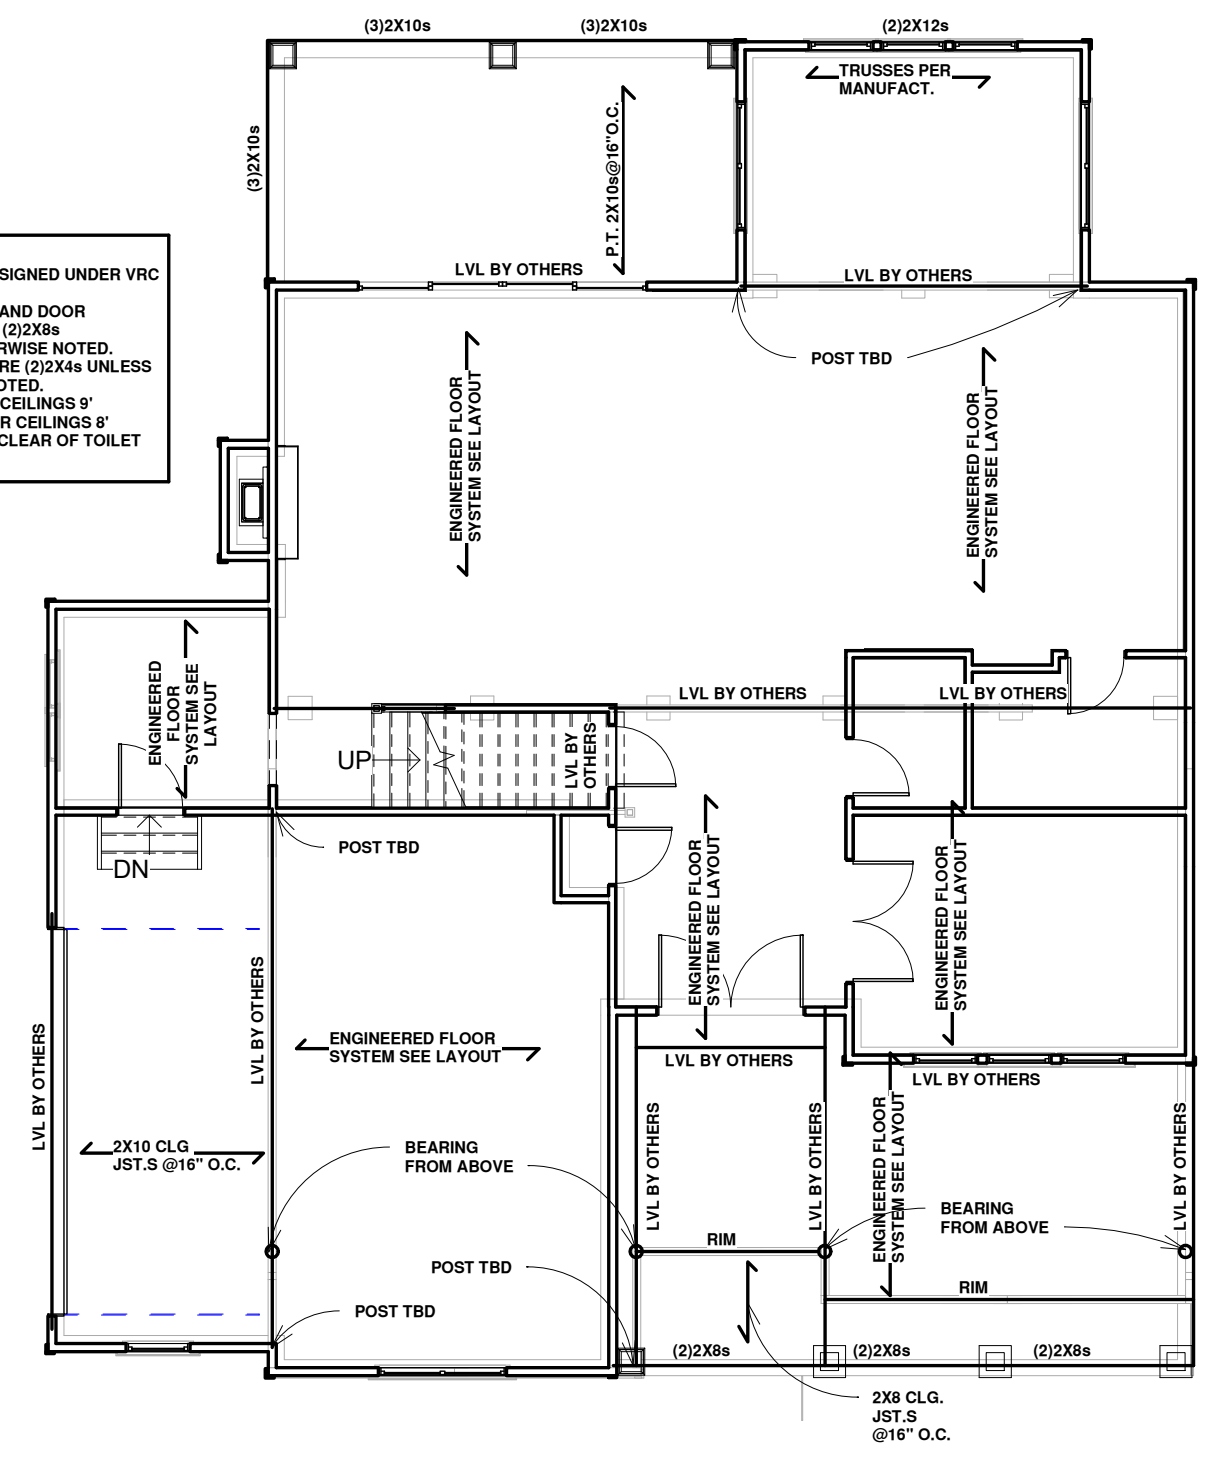 (3)2X10s
(3)2X10s
(2)2X12s
TRUSSES PER
MANUFACT.
(3)2X10s
P.T. 2X10s@16"O.C.
LVL BY OTHERS
LVL BY OTHERS
SIGNED UNDER VRC
AND DOOR
(2)2X8s
RWISE NOTED.
RE (2)2X4s UNLESS
OTED.
CEILINGS 9'
R CEILINGS 8'
CLEAR OF TOILET
POST TBD
ENGINEERED FLOOR
SYSTEM SEE LAYOUT
ENGINEERED FLOOR
SYSTEM SEE LAYOUT
ENGINEERED
FLOOR
SYSTEM SEE
LAYOUT
LVL BY OTHERS
LVL BY OTHERS
UP
LVL BY
OTHERS
POST TBD
DN
ENGINEERED FLOOR
SYSTEM SEE LAYOUT
ENGINEERED FLOOR
SYSTEM SEE LAYOUT
LVL BY OTHERS
LVL BY OTHERS
ENGINEERED FLOOR
SYSTEM SEE LAYOUT
LVL BY OTHERS
LVL BY OTHERS
2X10 CLG
JST.S @16" O.C.
BEARING
FROM ABOVE
LVL BY OTHERS
LVL BY OTHERS
ENGINEERED FLOOR
SYSTEM SEE LAYOUT
LVL BY OTHERS
BEARING
FROM ABOVE
RIM
POST TBD
RIM
POST TBD
(2)2X8s
(2)2X8s
(2)2X8s
2X8 CLG.
JST.S
@16" O.C.